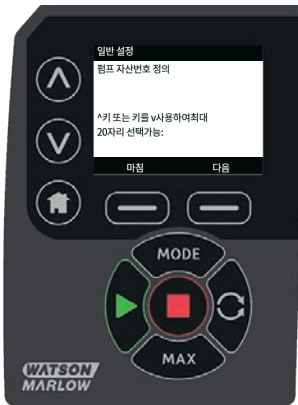 일반 설정
펌프 자산번호 정의
^키 또는 키를 v사용하여최대
20자리 선택가능:
마침 다음
MODE
MAX
WATSON
MARLOW